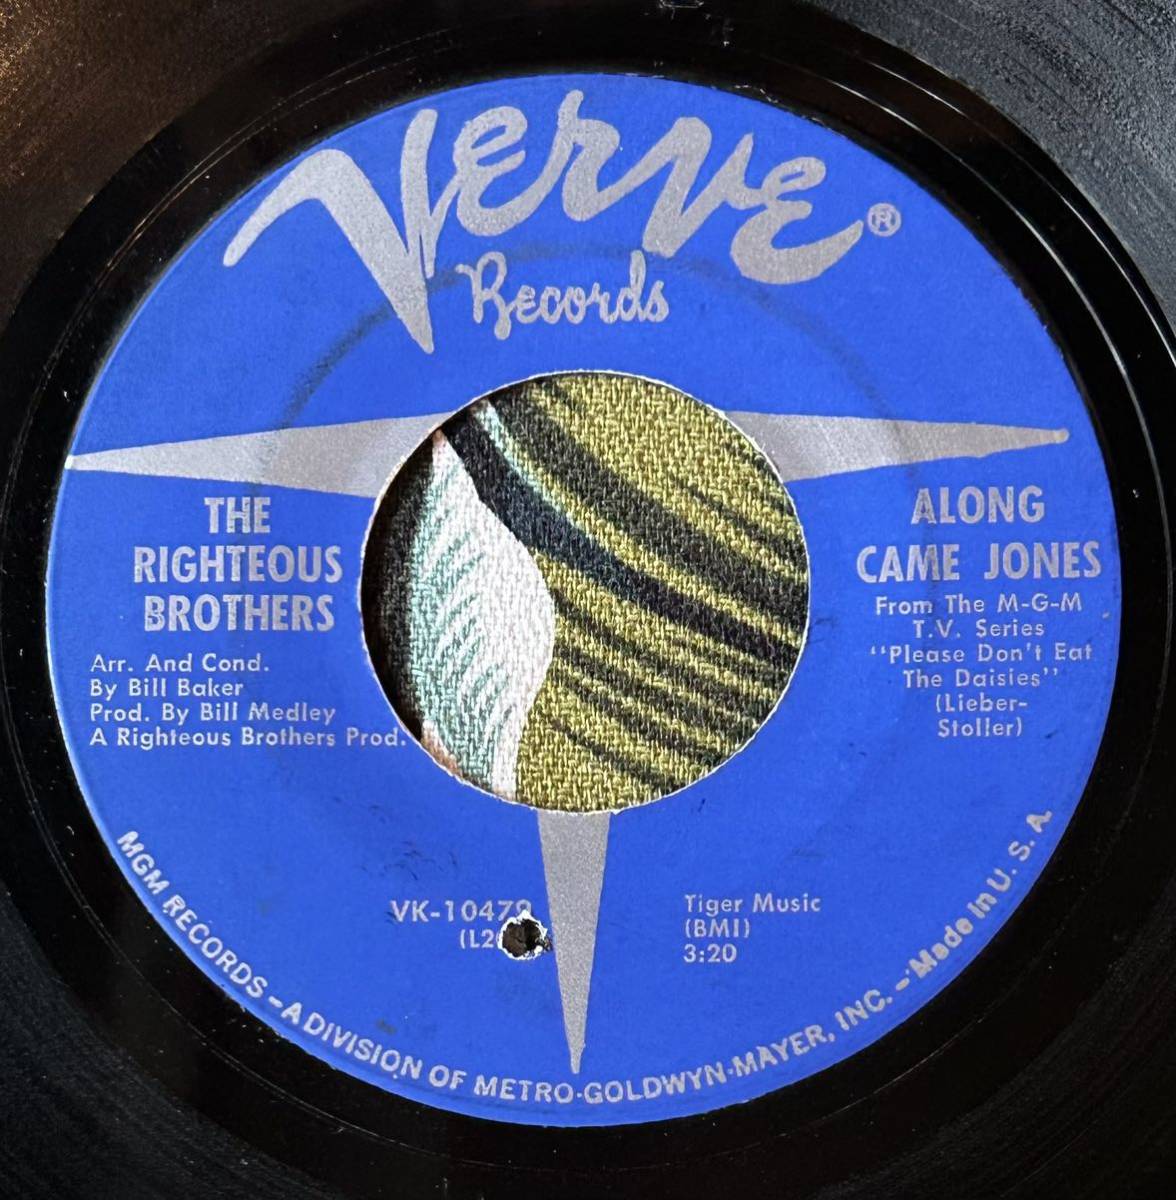 Verve®
Records
THE
RIGHTEOUS
BROTHERS
Arr. And Cond.
By Bill Baker
Prod. By Bill Medley
A Righteous Brothers Prod.
ALONG
CAME JONES
From The M-G-M
T.V. Series
"Please Don't Eat
The Daisies"
(Lieber-
Stoller)
VK-10479
Tiger Music
(BMI)
3:20
MGM RECORDS – A DIVISION OF METRO-GOLDWYN-MAYER, INC. – Made in U. S. A.